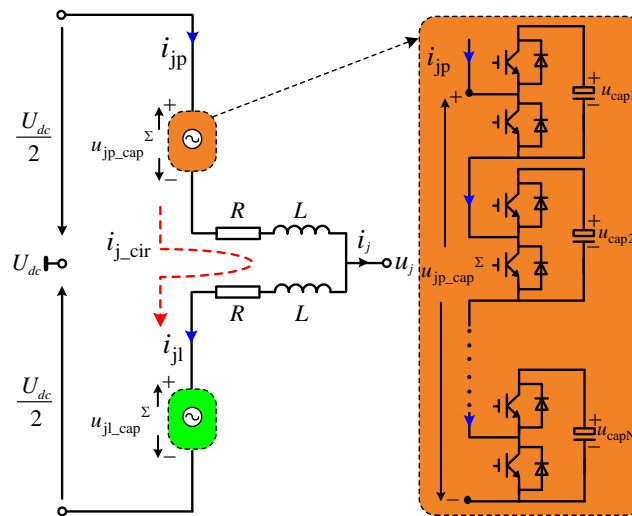 i_jp
+
u_jp_cap^Σ
−
U_dc
2
R
L
i_j_cir
i_j
U_dc
u_j
R
L
i_jl
+
u_jl_cap^Σ
−
U_dc
2
i_jp
+
u_cap1
−
+
+
u_cap2
−
u_jp_cap^Σ
+
u_capN
−
−